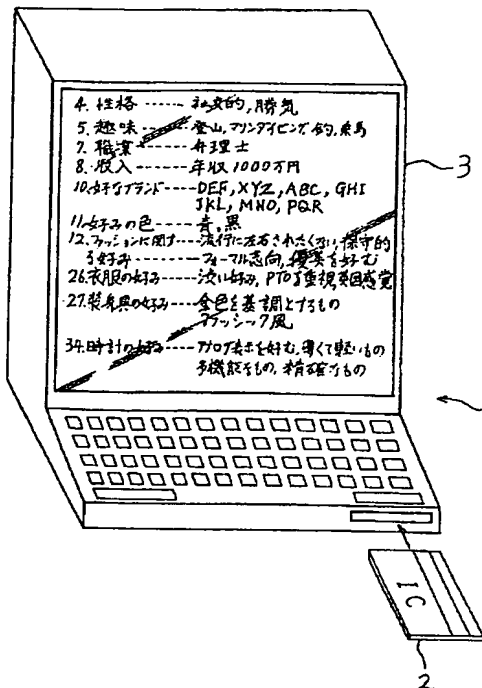 4. 性格 ------ 社交的, 勝気
5. 趣味 ------ 登山, マリンダイビング, 釣, 乗馬
7. 職業 ------ 弁理士
8. 収入 ------ 年収1000万円
10. 好きなブランド ---- DEF, XYZ, ABC, GHI
JKL, MNO, PQR
11. 好みの色 ---- 青, 黒
12. ファッションに関す ---- 流行に左右されたくない, 保守的
る好み ------ フォーマル志向, 優美を好む
26. 衣服の好み ---- 渋い好み, PTO重視, 英国感覚
27. 装身具の好み ---- 金色を基調とするもの
クラッシック風
34. 時計の好み ---- アナログ表示を好む, 薄くて軽いもの
多機能なもの, 精確なもの
3
1
IC
2